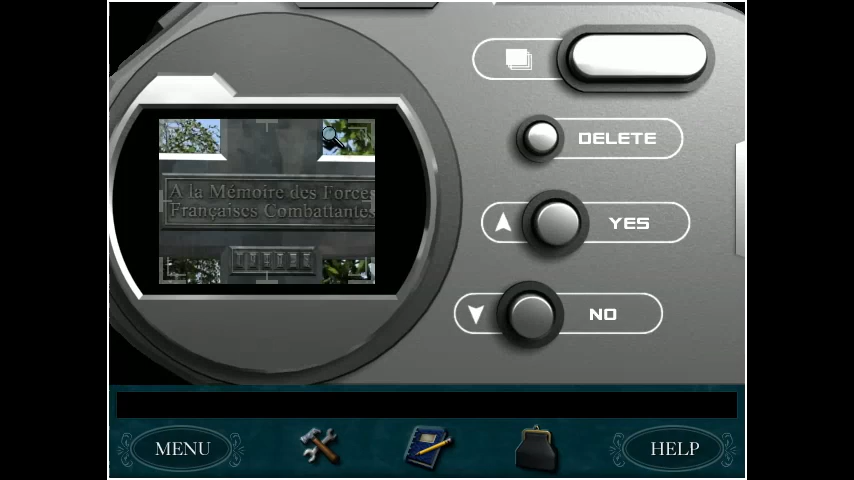 DELETE
A la Mémoire des Forces
Françaises Combattantes
YES
NO
MENU
HELP